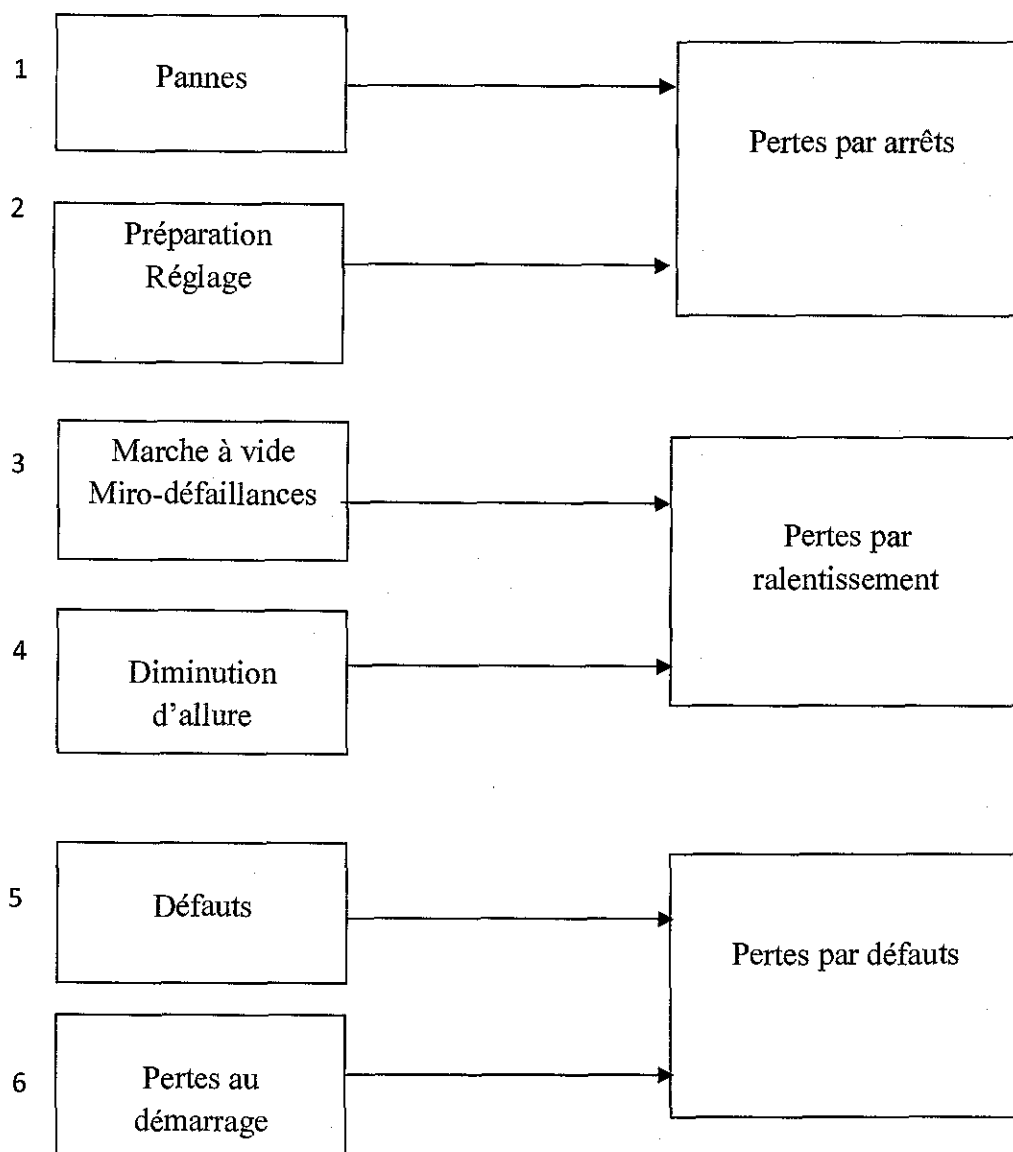 1
Pannes
Pertes par arrêts
2
Préparation
Réglage
3
Marche à vide
Miro-défaillances
Pertes par
ralentissement
4
Diminution
d'allure
5
Défauts
Pertes par défauts
6
Pertes au
démarrage